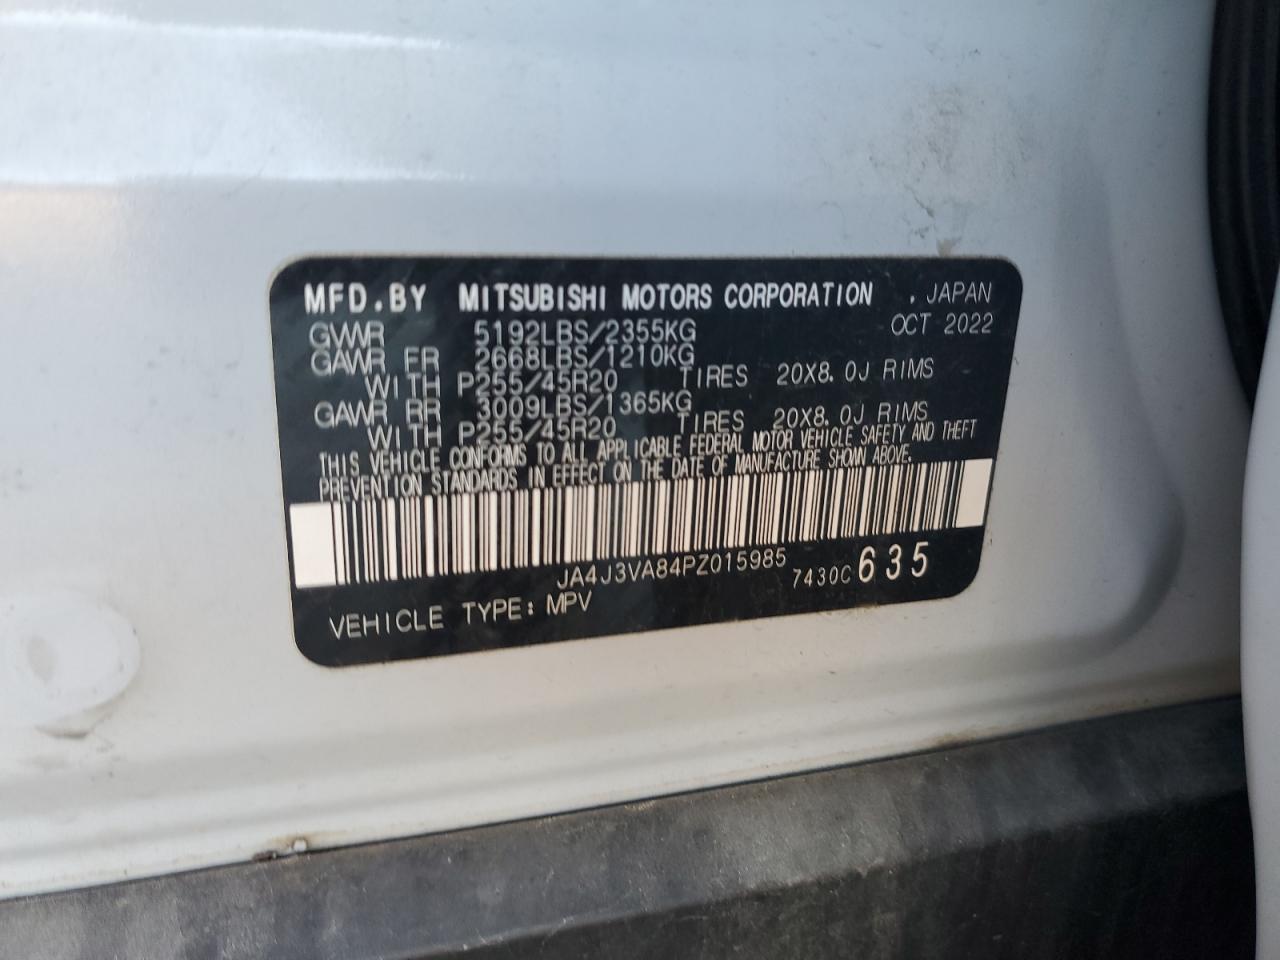 MFD.BY MITSUBISHI MOTORS CORPORATION . JAPAN
OCT 2022
GVWR 5192LBS/2355KG
GAWR FR 2668LBS/1210KG
WITH P255/45R20 TIRES 20X8.0J RIMS
GAWR RR 3009LBS/1365KG
WITH P255/45R20 TIRES 20X8.0J RIMS
THIS VEHICLE CONFORMS TO ALL APPLICABLE FEDERAL MOTOR VEHICLE SAFETY AND THEFT
PREVENTION STANDARDS IN EFFECT ON THE DATE OF MANUFACTURE SHOWN ABOVE.
JA4J3VA84PZ015985
7430C 635
VEHICLE TYPE: MPV